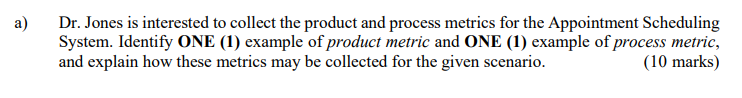 a) Dr. Jones is interested to collect the product and process metrics for the Appointment Scheduling
System. Identify ONE (1) example of product metric and ONE (1) example of process metric,
and explain how these metrics may be collected for the given scenario. (10 marks)